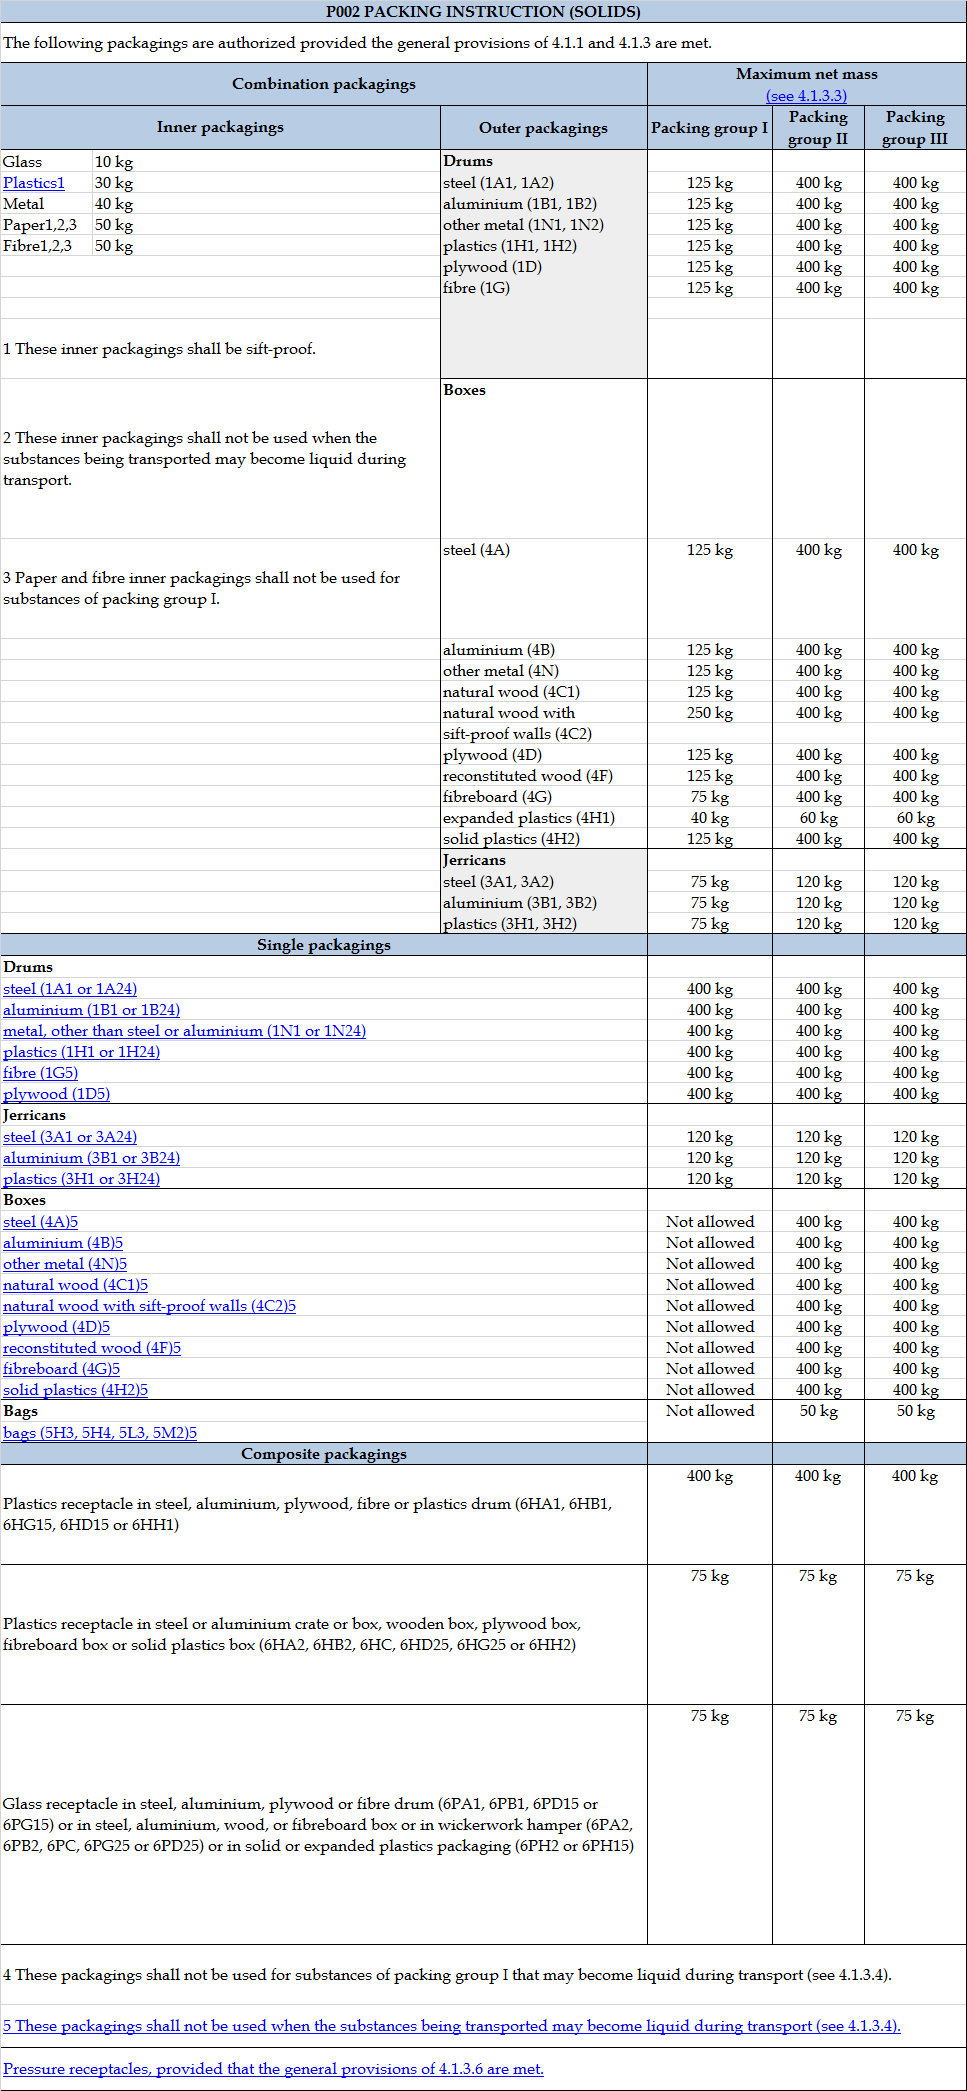 P002 PACKING INSTRUCTION (SOLIDS)
The following packagings are authorized provided the general provisions of 4.1.1 and 4.1.3 are met.
Combination packagings
Maximum net mass
(see 4.1.3.3)
Inner packagings Outer packagings Packing group I Packing group II Packing group III
Glass 10 kg Drums
Plastics1 30 kg steel (1A1, 1A2) 125 kg 400 kg 400 kg
Metal 40 kg aluminium (1B1, 1B2) 125 kg 400 kg 400 kg
Paper1,2,3 50 kg other metal (1N1, 1N2) 125 kg 400 kg 400 kg
Fibre1,2,3 50 kg plastics (1H1, 1H2) 125 kg 400 kg 400 kg
plywood (1D) 125 kg 400 kg 400 kg
fibre (1G) 125 kg 400 kg 400 kg
1 These inner packagings shall be sift-proof.
Boxes
2 These inner packagings shall not be used when the
substances being transported may become liquid during
transport.
steel (4A) 125 kg 400 kg 400 kg
3 Paper and fibre inner packagings shall not be used for
substances of packing group I.
aluminium (4B) 125 kg 400 kg 400 kg
other metal (4N) 125 kg 400 kg 400 kg
natural wood (4C1) 125 kg 400 kg 400 kg
natural wood with 250 kg 400 kg 400 kg
sift-proof walls (4C2)
plywood (4D) 125 kg 400 kg 400 kg
reconstituted wood (4F) 125 kg 400 kg 400 kg
fibreboard (4G) 75 kg 400 kg 400 kg
expanded plastics (4H1) 40 kg 60 kg 60 kg
solid plastics (4H2) 125 kg 400 kg 400 kg
Jerricans
steel (3A1, 3A2) 75 kg 120 kg 120 kg
aluminium (3B1, 3B2) 75 kg 120 kg 120 kg
plastics (3H1, 3H2) 75 kg 120 kg 120 kg
Single packagings
Drums
steel (1A1 or 1A24) 400 kg 400 kg 400 kg
aluminium (1B1 or 1B24) 400 kg 400 kg 400 kg
metal, other than steel or aluminium (1N1 or 1N24) 400 kg 400 kg 400 kg
plastics (1H1 or 1H24) 400 kg 400 kg 400 kg
fibre (1G5) 400 kg 400 kg 400 kg
plywood (1D5) 400 kg 400 kg 400 kg
Jerricans
steel (3A1 or 3A24) 120 kg 120 kg 120 kg
aluminium (3B1 or 3B24) 120 kg 120 kg 120 kg
plastics (3H1 or 3H24) 120 kg 120 kg 120 kg
Boxes
steel (4A)5 Not allowed 400 kg 400 kg
aluminium (4B)5 Not allowed 400 kg 400 kg
other metal (4N)5 Not allowed 400 kg 400 kg
natural wood (4C1)5 Not allowed 400 kg 400 kg
natural wood with sift-proof walls (4C2)5 Not allowed 400 kg 400 kg
plywood (4D)5 Not allowed 400 kg 400 kg
reconstituted wood (4F)5 Not allowed 400 kg 400 kg
fibreboard (4G)5 Not allowed 400 kg 400 kg
solid plastics (4H2)5 Not allowed 400 kg 400 kg
Bags Not allowed 50 kg 50 kg
bags (5H3, 5H4, 5L3, 5M2)5
Composite packagings
400 kg 400 kg 400 kg
Plastics receptacle in steel, aluminium, plywood, fibre or plastics drum (6HA1, 6HB1,
6HG15, 6HD15 or 6HH1)
75 kg 75 kg 75 kg
Plastics receptacle in steel or aluminium crate or box, wooden box, plywood box,
fibreboard box or solid plastics box (6HA2, 6HB2, 6HC, 6HD25, 6HG25 or 6HH2)
75 kg 75 kg 75 kg
Glass receptacle in steel, aluminium, plywood or fibre drum (6PA1, 6PB1, 6PD15 or
6PG15) or in steel, aluminium, wood, or fibreboard box or in wickerwork hamper (6PA2,
6PB2, 6PC, 6PG25 or 6PD25) or in solid or expanded plastics packaging (6PH2 or 6PH15)
4 These packagings shall not be used for substances of packing group I that may become liquid during transport (see 4.1.3.4).
5 These packagings shall not be used when the substances being transported may become liquid during transport (see 4.1.3.4).
Pressure receptacles, provided that the general provisions of 4.1.3.6 are met.